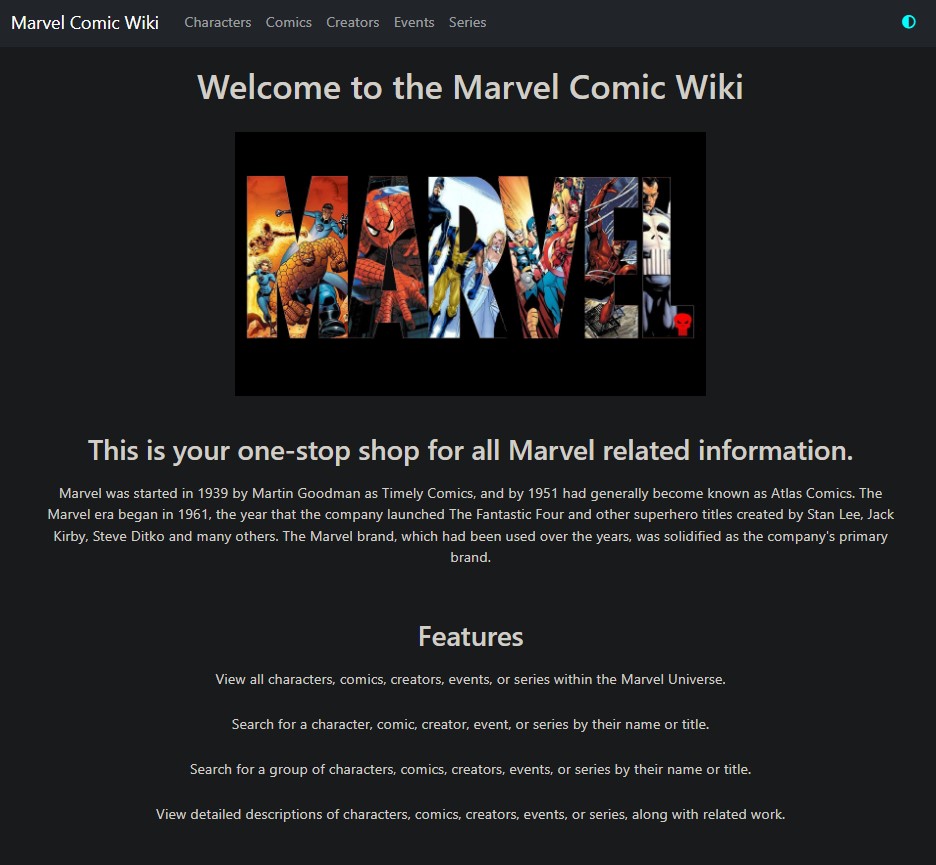 Marvel Comic Wiki Characters Comics Creators Events Series
Welcome to the Marvel Comic Wiki
MARVEL
This is your one-stop shop for all Marvel related information.
Marvel was started in 1939 by Martin Goodman as Timely Comics, and by 1951 had generally become known as Atlas Comics. The
Marvel era began in 1961, the year that the company launched The Fantastic Four and other superhero titles created by Stan Lee, Jack
Kirby, Steve Ditko and many others. The Marvel brand, which had been used over the years, was solidified as the company's primary
brand.
Features
View all characters, comics, creators, events, or series within the Marvel Universe.
Search for a character, comic, creator, event, or series by their name or title.
Search for a group of characters, comics, creators, events, or series by their name or title.
View detailed descriptions of characters, comics, creators, events, or series, along with related work.